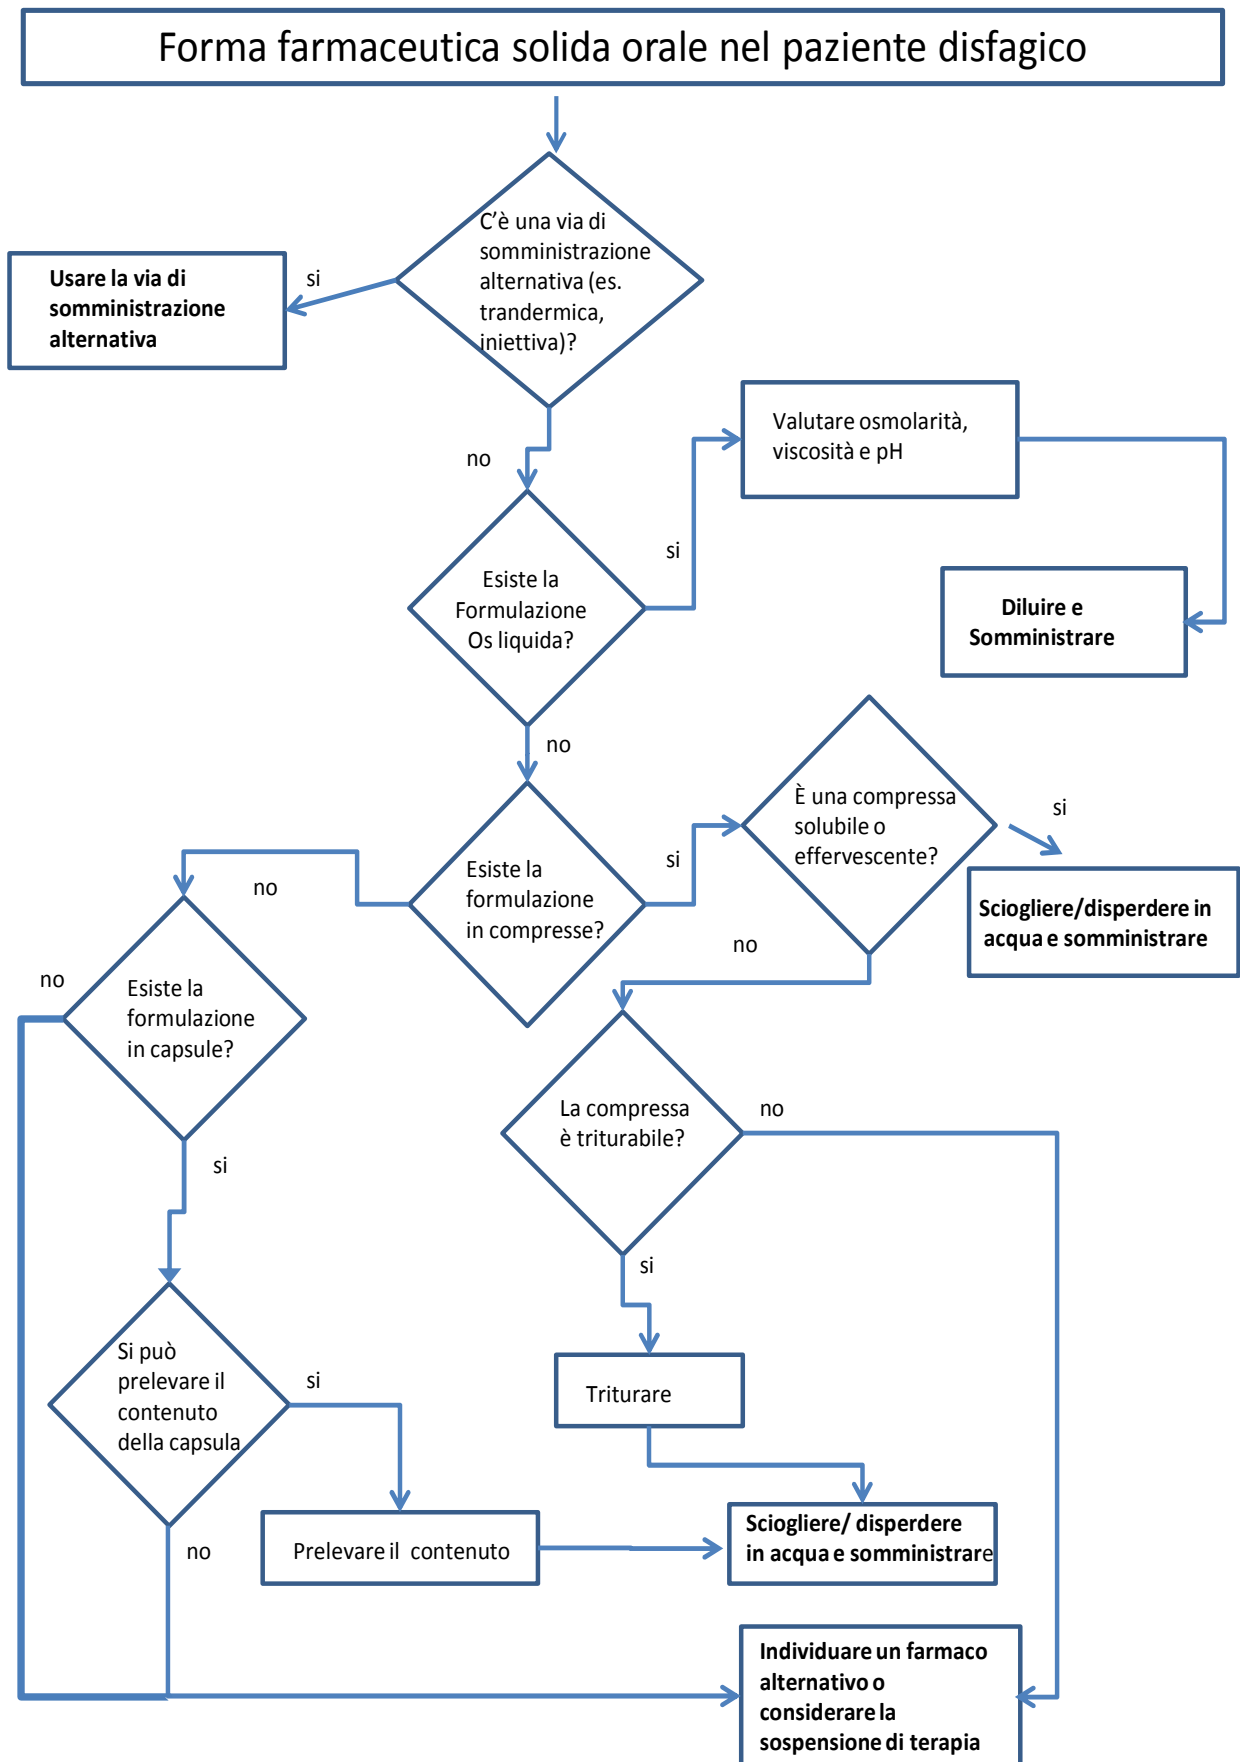 Forma farmaceutica solida orale nel paziente disfagico
C'è una via di
somministrazione
alternativa (es.
trandermica,
iniettiva)?
si
Usare la via di
somministrazione
alternativa
no
Valutare osmolarità,
viscosità e pH
si
Esiste la
Formulazione
Os liquida?
Diluire e
Somministrare
no
È una compressa
solubile o
effervescente?
si
Sciogliere/disperdere in
acqua e somministrare
si
Esiste la
formulazione
in compresse?
no
no
no
Esiste la
formulazione
in capsule?
La compressa
è triturabile?
no
si
si
Si può
prelevare il
contenuto
della capsula
si
Triturare
no
Prelevare il contenuto
Sciogliere/ disperdere
in acqua e somministrare
Individuare un farmaco
alternativo o
considerare la
sospensione di terapia